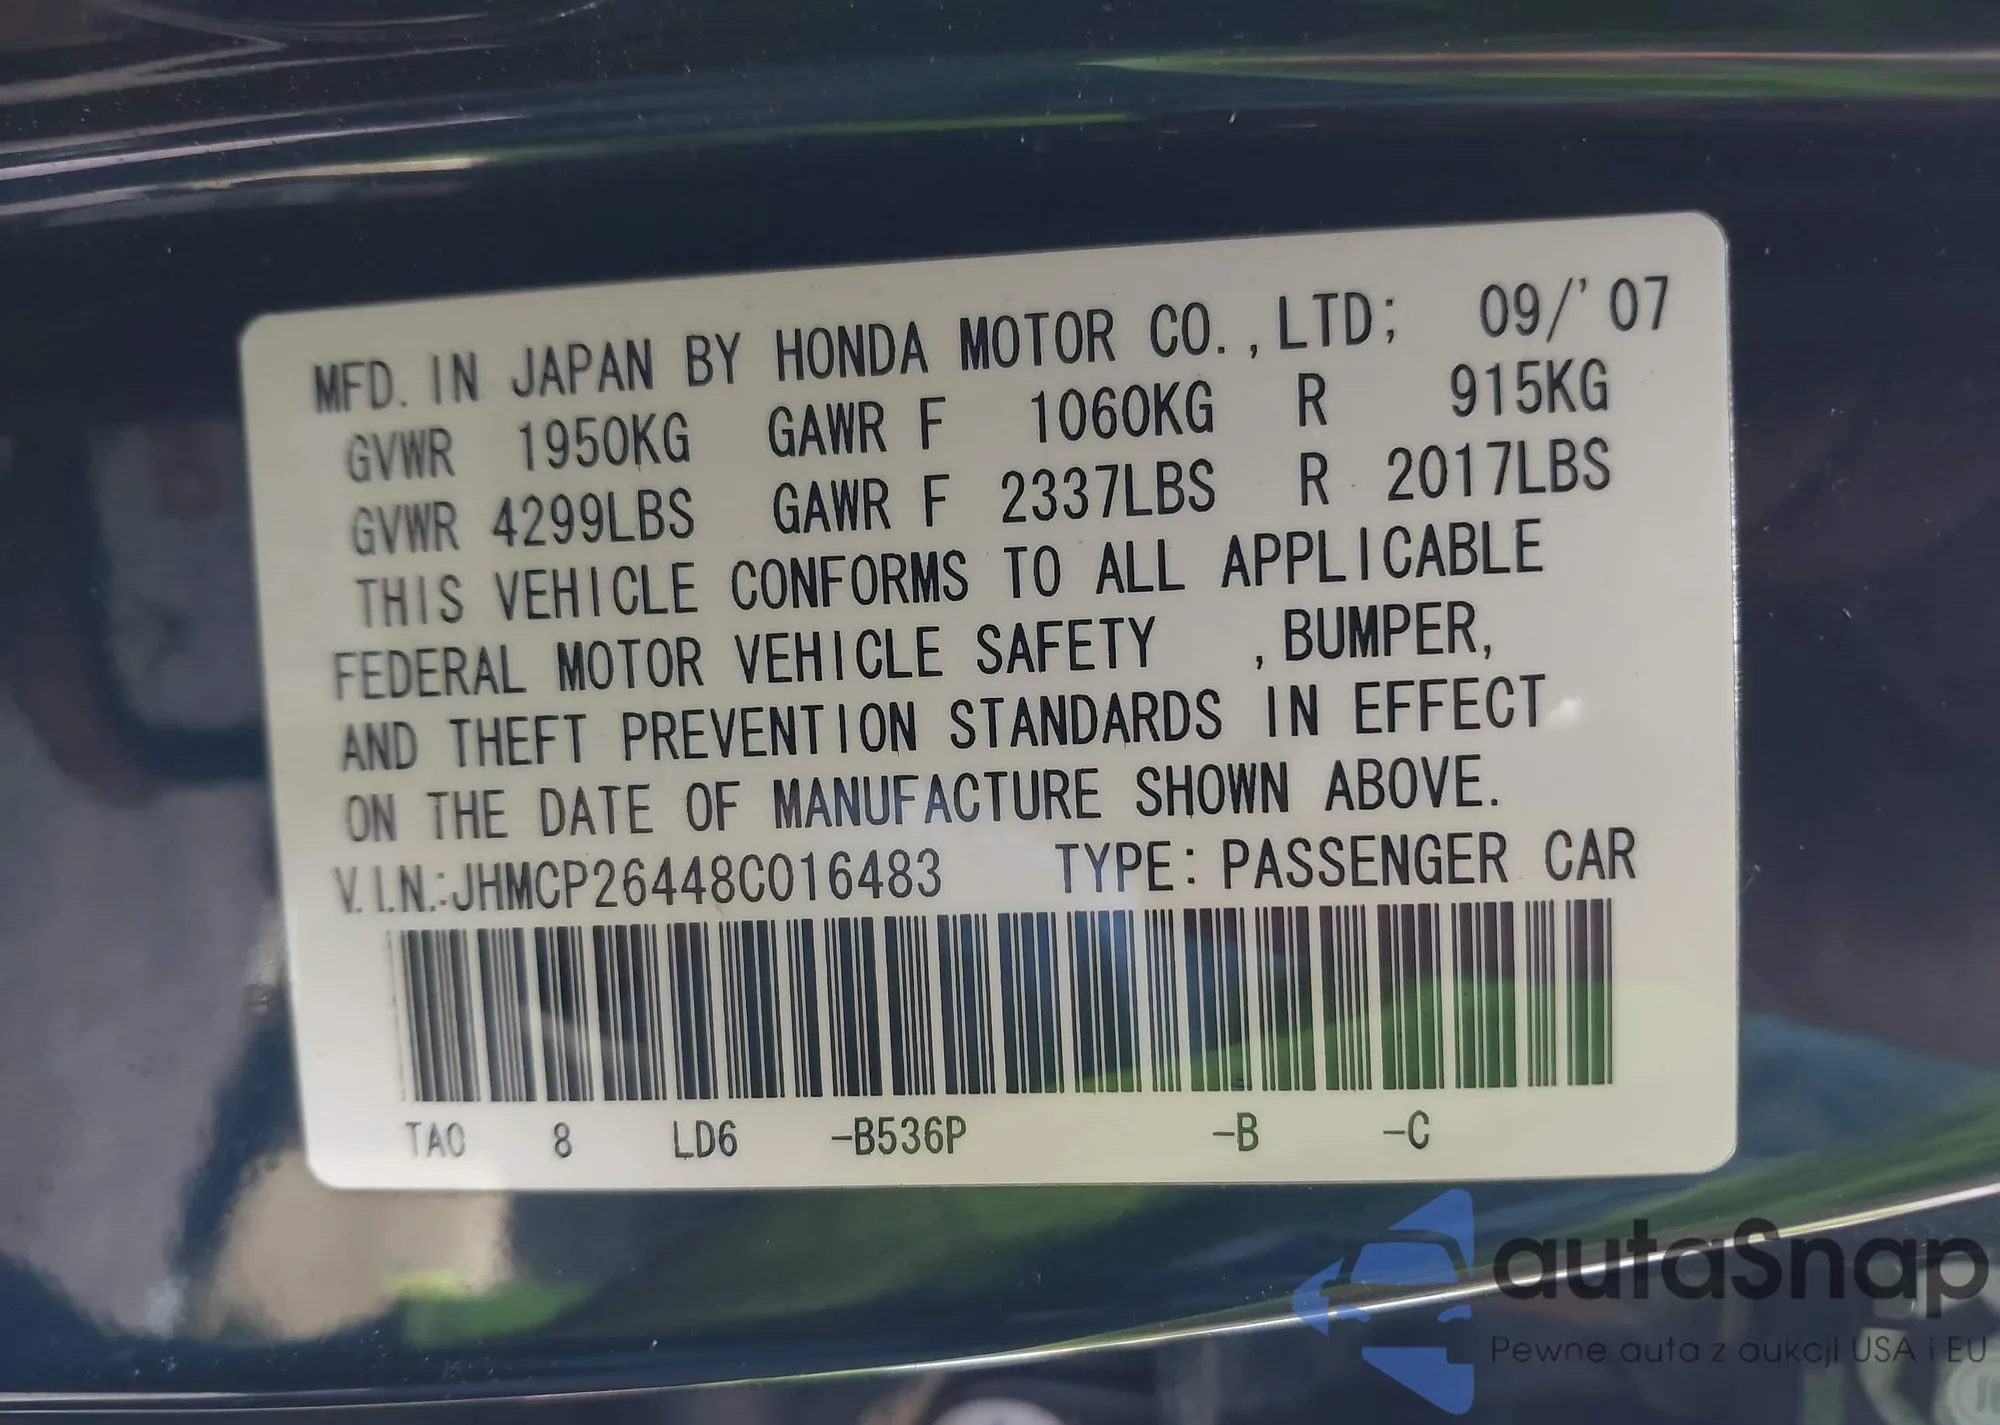 MFD. IN JAPAN BY HONDA MOTOR CO.,LTD; 09/'07
GVWR 1950KG GAWR F 1060KG R 915KG
GVWR 4299LBS GAWR F 2337LBS R 2017LBS
THIS VEHICLE CONFORMS TO ALL APPLICABLE
FEDERAL MOTOR VEHICLE SAFETY ,BUMPER,
AND THEFT PREVENTION STANDARDS IN EFFECT
ON THE DATE OF MANUFACTURE SHOWN ABOVE.
V.I.N.:JHMCP26448C016483 TYPE:PASSENGER CAR
TA0 8 LD6 -B536P -B -C
autaSnap
Pewne auta z aukcji USA i EU